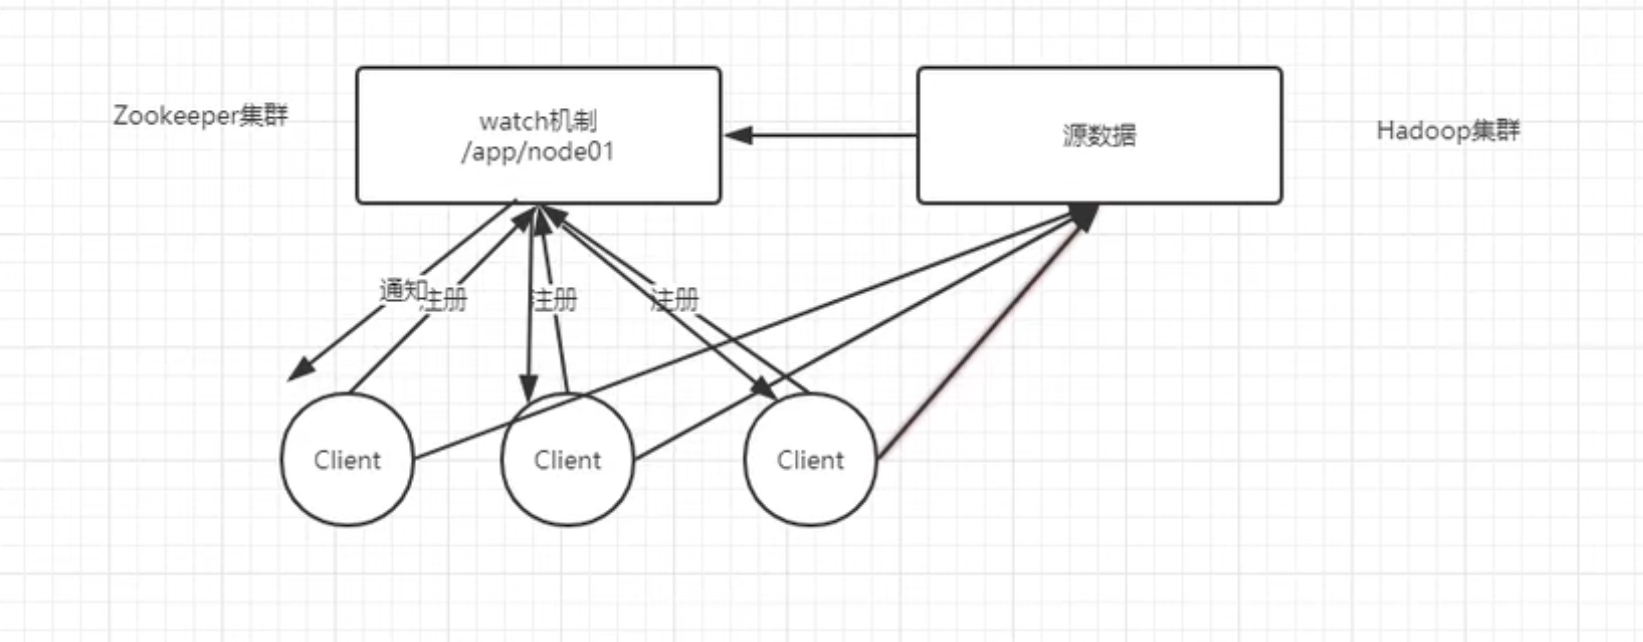 Zookeeper集群
watch机制
/app/node01
源数据
Hadoop集群
通知
注册
注册
注册
Client
Client
Client